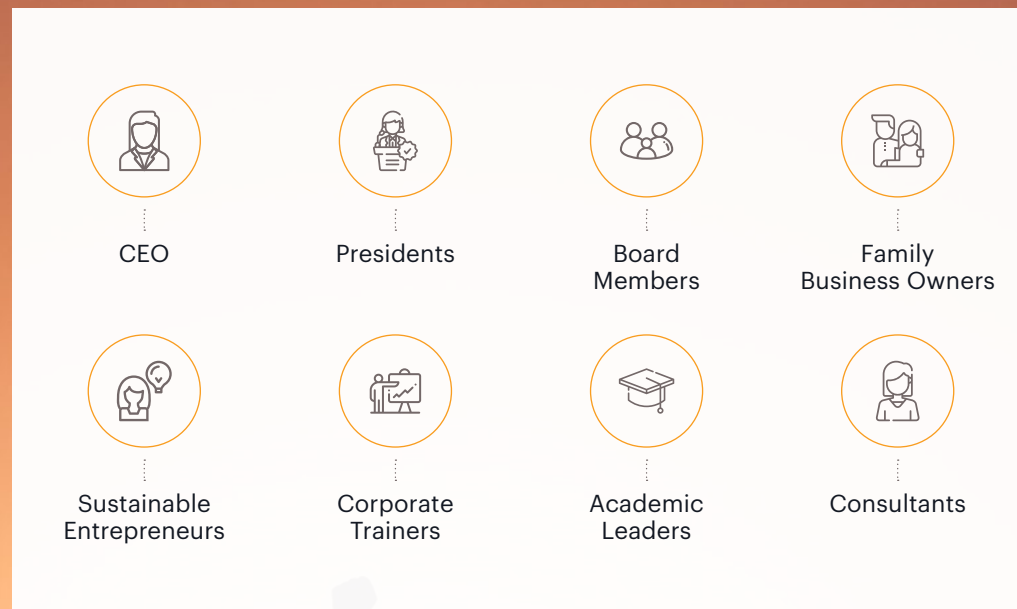 CEO
Presidents
Board
Members
Family
Business Owners
Sustainable
Entrepreneurs
Corporate
Trainers
Academic
Leaders
Consultants